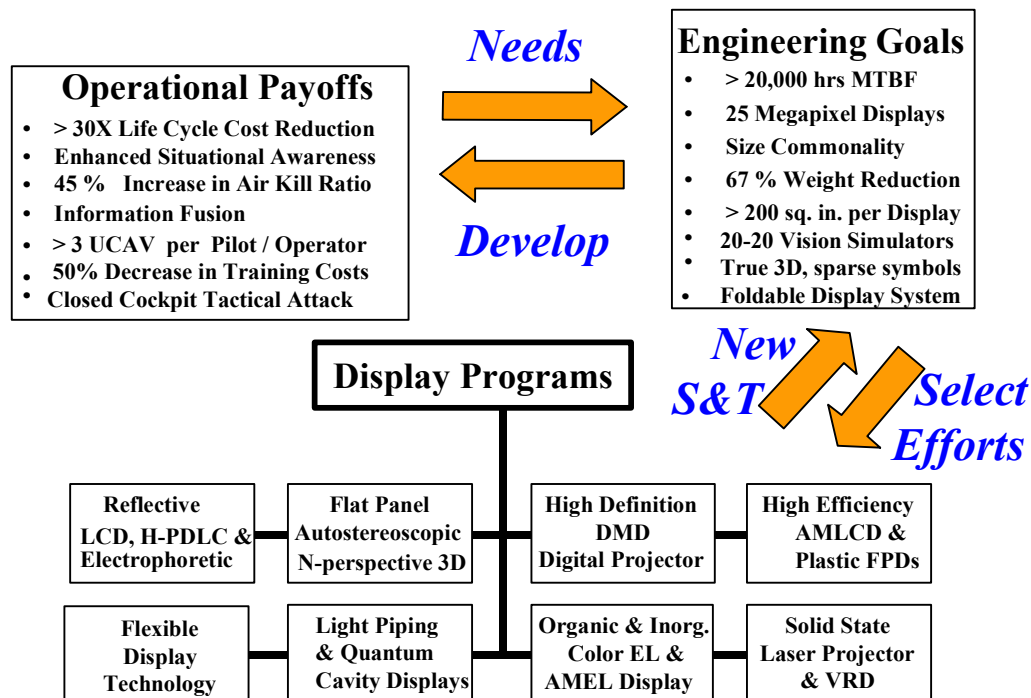 Needs
Operational Payoffs
• > 30X Life Cycle Cost Reduction
• Enhanced Situational Awareness
• 45 % Increase in Air Kill Ratio
• Information Fusion
• > 3 UCAV per Pilot / Operator
• 50% Decrease in Training Costs
• Closed Cockpit Tactical Attack
Develop
Engineering Goals
• > 20,000 hrs MTBF
• 25 Megapixel Displays
• Size Commonality
• 67 % Weight Reduction
• > 200 sq. in. per Display
• 20-20 Vision Simulators
• True 3D, sparse symbols
• Foldable Display System
New
S&T
Select
Efforts
Display Programs
Reflective
LCD, H-PDLC &
Electrophoretic
Flat Panel
Autostereoscopic
N-perspective 3D
High Definition
DMD
Digital Projector
High Efficiency
AMLCD &
Plastic FPDs
Flexible
Display
Technology
Light Piping
& Quantum
Cavity Displays
Organic & Inorg.
Color EL &
AMEL Display
Solid State
Laser Projector
& VRD